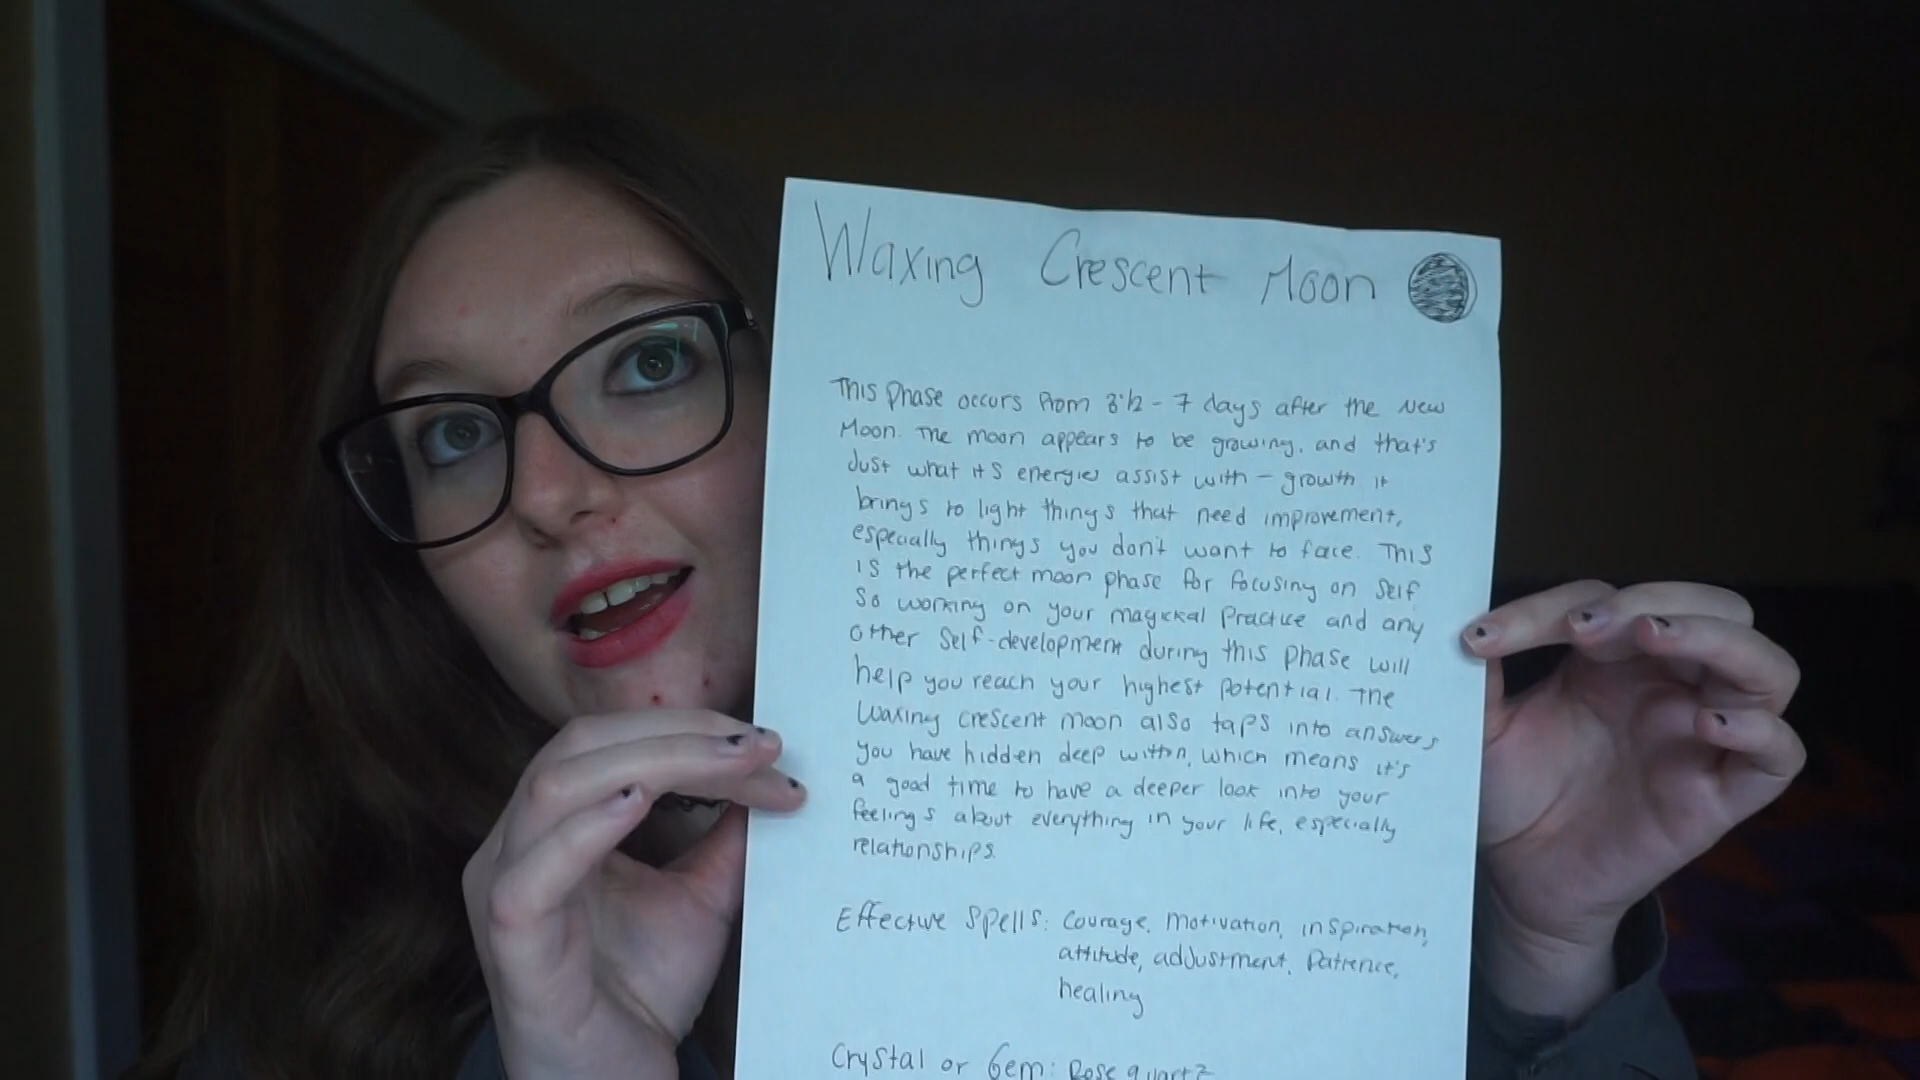 Waxing Crescent Moon
This Phase occurs from 3 1/2 - 7 days after the New
Moon. The moon appears to be growing, and that's
Just what it's energies assist with - growth it
brings to light things that need improvement,
especially things you don't want to face. This
is the perfect moon phase for focusing on self
So working on your magickal Practice and any
other Self-development during this phase will
help you reach your highest potential. The
Waxing crescent moon also taps into answers
you have hidden deep within, which means it's
a good time to have a deeper look into your
feelings about everything in your life, especially
relationships.
Effective Spells: Courage, Motivation, inspiration,
attitude, adjustment, Patience,
healing
Crystal or Gem: Rose quartz